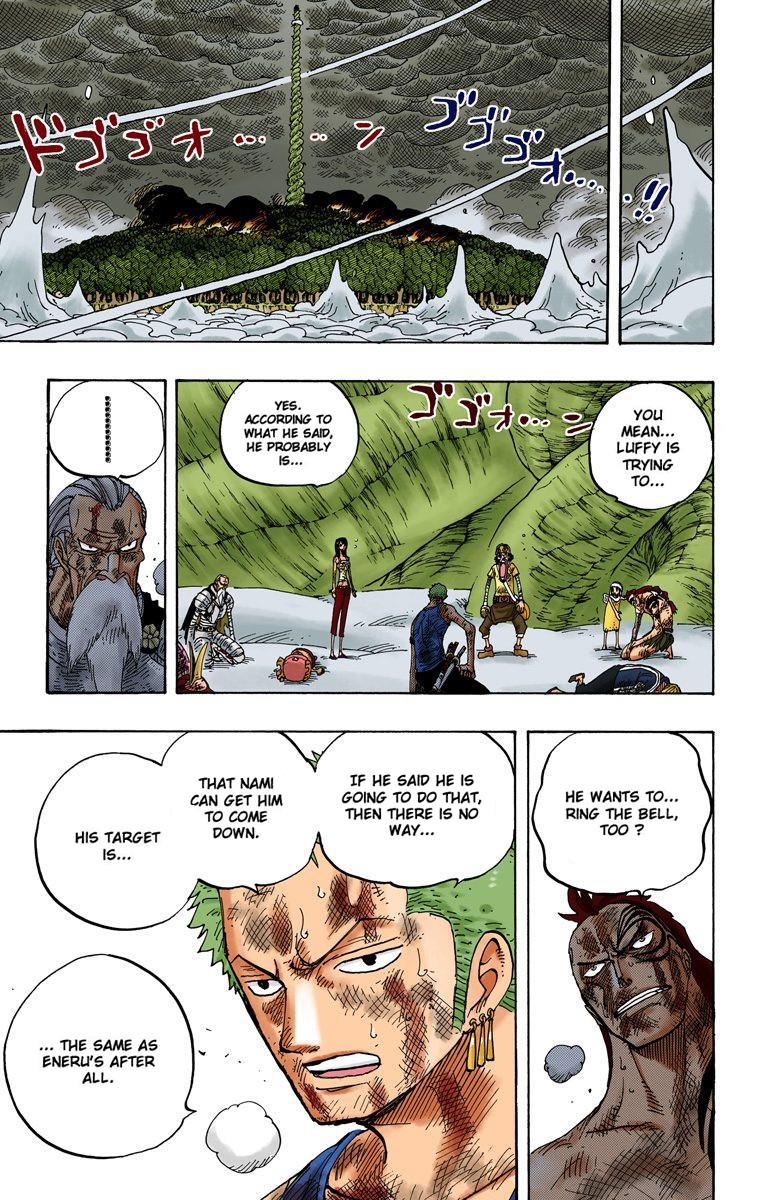 ゴゴゴオ・・・・・!!
ドゴゴゴオ・・・ ・・ン
YOU
MEAN...
LUFFY IS
TRYING
TO...
ゴゴオ・・・ン
YES.
ACCORDING TO
WHAT HE SAID,
HE PROBABLY
IS...
..........
HE WANTS TO...
RING THE BELL,
TOO ?
IF HE SAID HE IS
GOING TO DO THAT,
THEN THERE IS NO
WAY...
THAT NAMI
CAN GET HIM
TO COME
DOWN.
HIS TARGET
IS...
... THE SAME AS
ENERU'S AFTER
ALL.